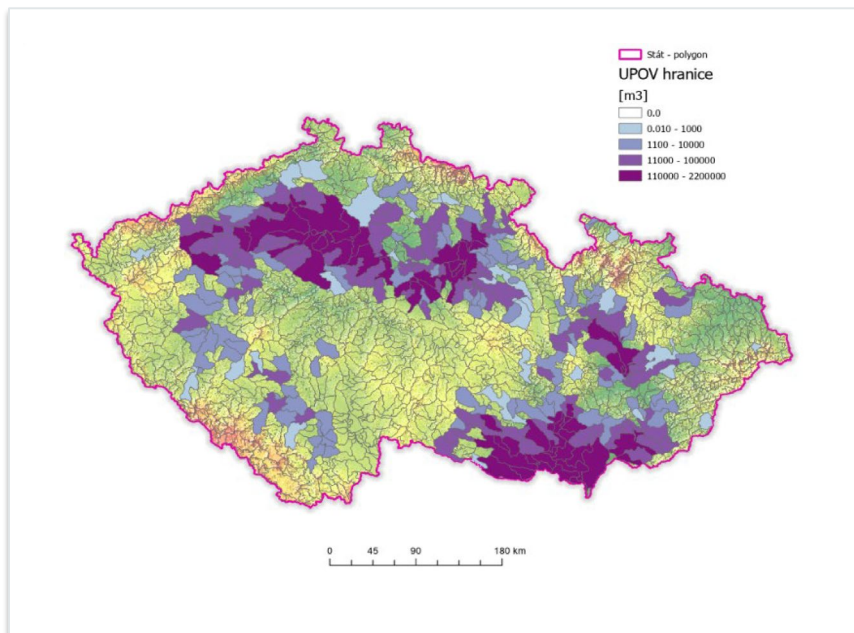 Stát - polygon
UPOV hranice
[m3]
0.0
0.010 - 1000
1100 - 10000
11000 - 100000
110000 - 2200000
0 45 90 180 km